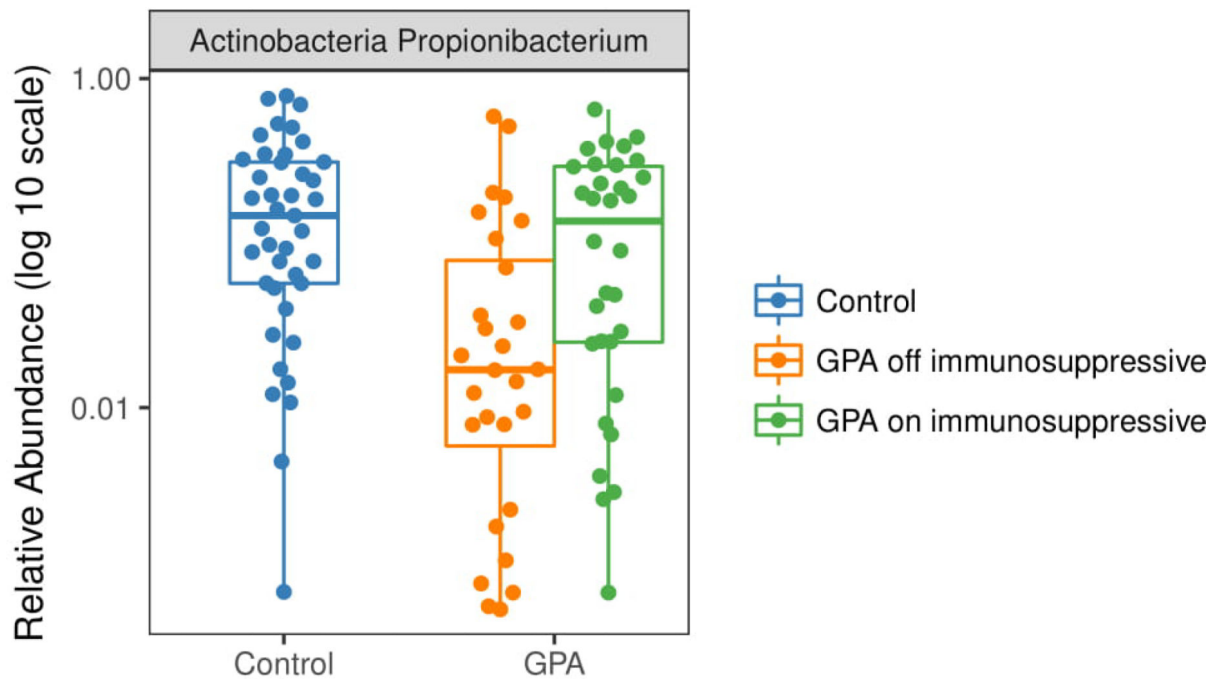 Actinobacteria Propionibacterium
Relative Abundance (log 10 scale)
1.00
0.01
Control
GPA
Control
GPA off immunosuppressive
GPA on immunosuppressive